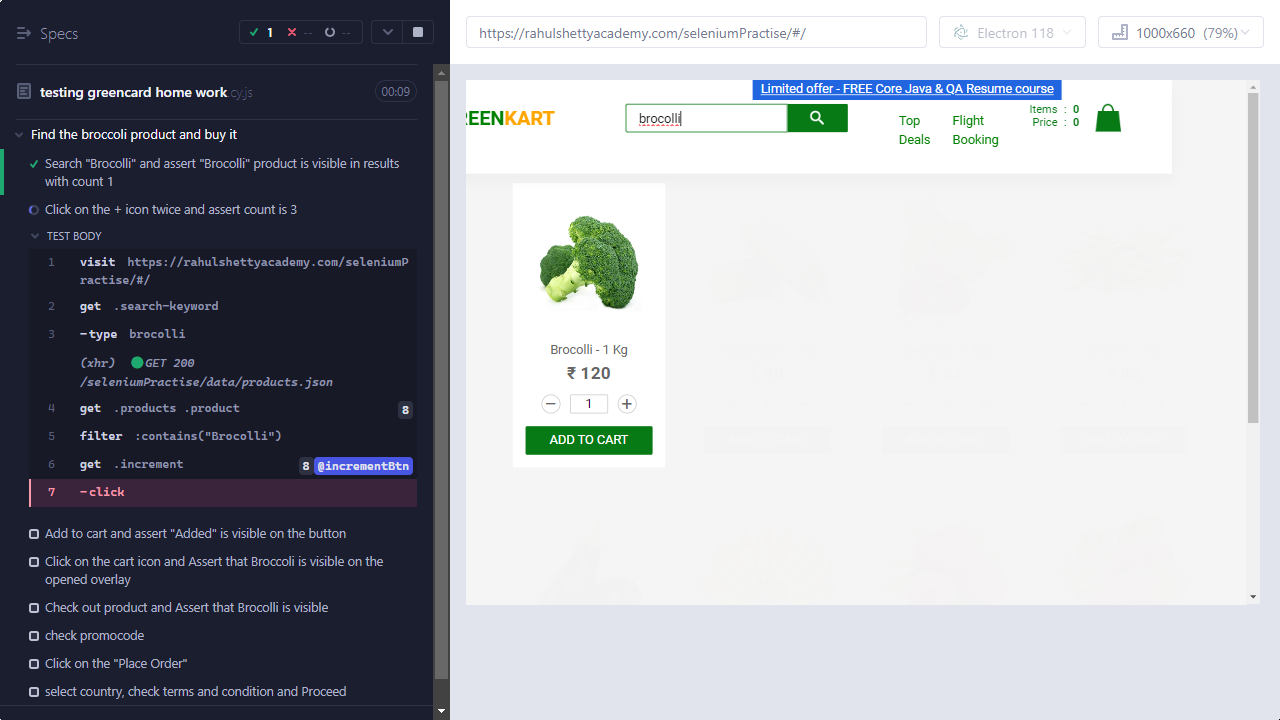 Specs
1
--
--
testing greencard home work.cy.js
00:09
Find the broccoli product and buy it
Search "Brocolli" and assert "Brocolli" product is visible in results
with count 1
Click on the + icon twice and assert count is 3
TEST BODY
1 visit https://rahulshettyacademy.com/seleniumP
ractise/#/
2 get .search-keyword
3 -type brocolli
(xhr) GET 200
/seleniumPractise/data/products.json
4 get .products .product 8
5 filter :contains("Brocolli")
6 get .increment 8 @incrementBtn
7 -click
Add to cart and assert "Added" is visible on the button
Click on the cart icon and Assert that Broccoli is visible on the
opened overlay
Check out product and Assert that Brocolli is visible
check promocode
Click on the "Place Order"
select country, check terms and condition and Proceed
https://rahulshettyacademy.com/seleniumPractise/#/
Electron 118
1000x660 (79%)
Limited offer - FREE Core Java & QA Resume course
REENKART
brocolli
Top
Deals
Flight
Booking
Items : 0
Price : 0
Brocolli - 1 Kg
₹ 120
− 1 +
ADD TO CART